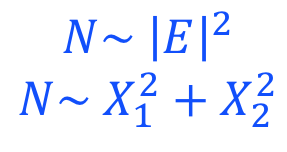 N~ |E|²
N~ X₁² + X₂²